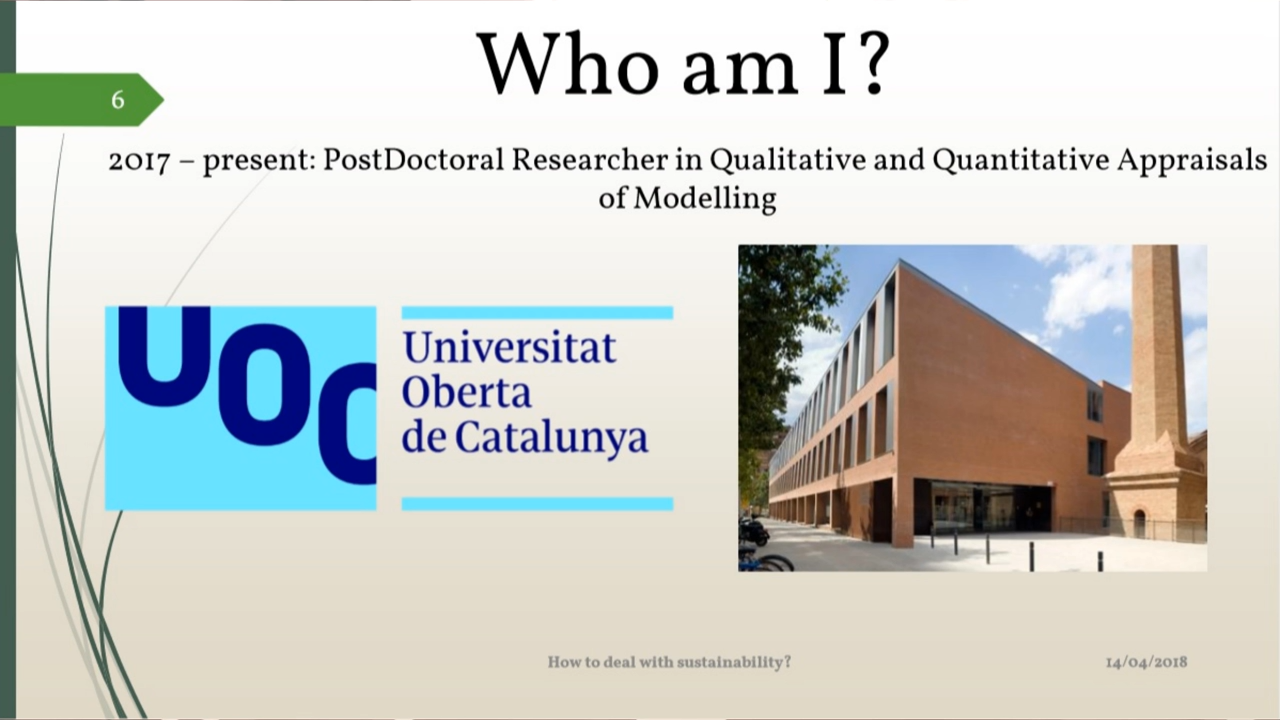 Who am I?
6
2017 – present: PostDoctoral Researcher in Qualitative and Quantitative Appraisals
of Modelling
UOC
Universitat
Oberta
de Catalunya
How to deal with sustainability?
14/04/2018